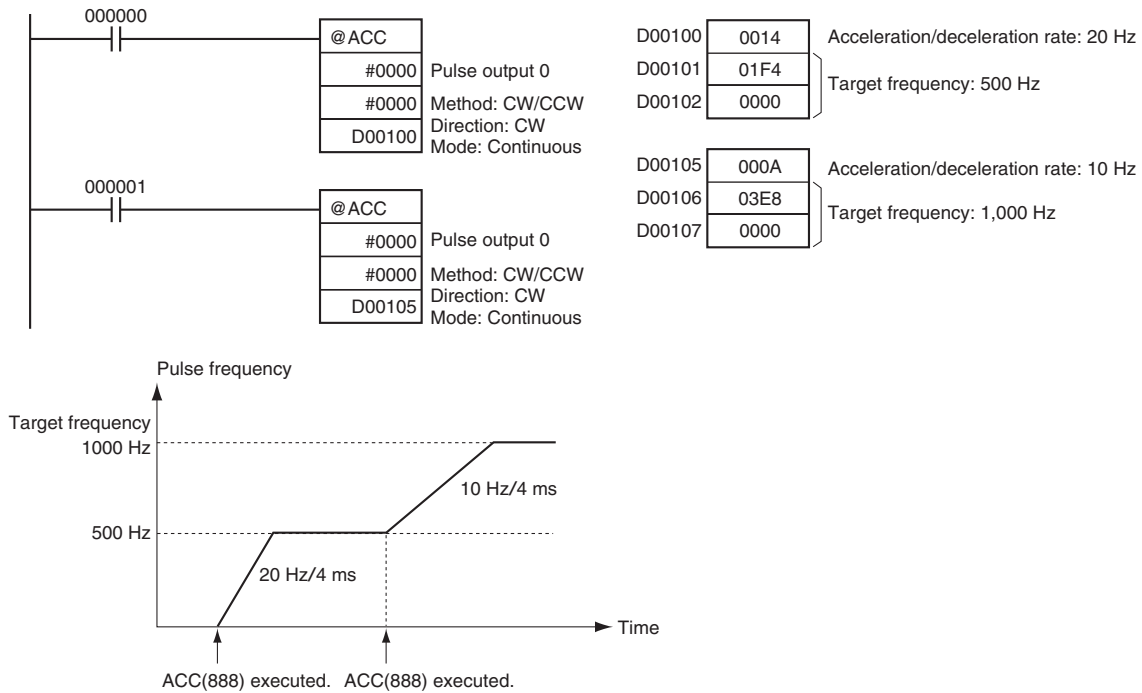 000000
@ACC
#0000 Pulse output 0
#0000 Method: CW/CCW
Direction: CW
D00100
Mode: Continuous
000001
@ACC
#0000 Pulse output 0
#0000 Method: CW/CCW
Direction: CW
D00105
Mode: Continuous
D00100 0014 Acceleration/deceleration rate: 20 Hz
D00101 01F4
Target frequency: 500 Hz
D00102 0000
D00105 000A Acceleration/deceleration rate: 10 Hz
D00106 03E8
Target frequency: 1,000 Hz
D00107 0000
Pulse frequency
Target frequency
1000 Hz
10 Hz/4 ms
500 Hz
20 Hz/4 ms
Time
ACC(888) executed. ACC(888) executed.